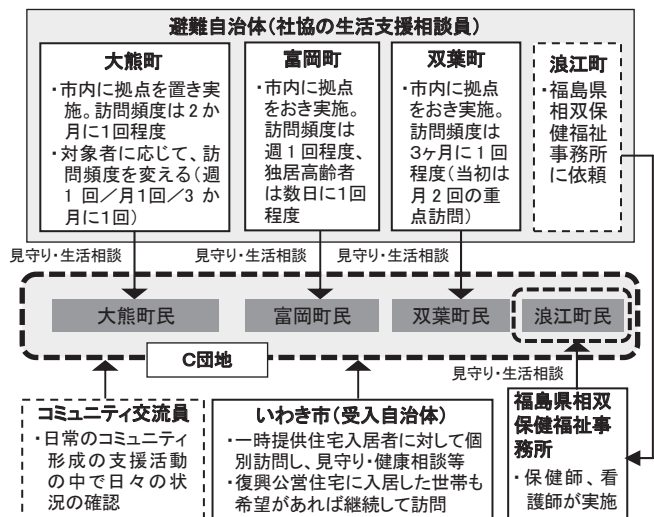 避難自治体(社協の生活支援相談員)
大熊町
・市内に拠点を置き実
施。訪問頻度は2か
月に1回程度
・対象者に応じて、訪
問頻度を変える(週
1回/月1回/3か
月に1回)
富岡町
・市内に拠点
をおき実施。
訪問頻度は
週1回程度、
独居高齢者
は数日に1回
程度
双葉町
・市内に拠点
をおき実施。
訪問頻度は
3ヶ月に1回
程度(当初は
月2回の重
点訪問)
浪江町
・福島県
相双保
健福祉
事務所
に依頼
見守り・生活相談
見守り・生活相談
見守り・生活相談
大熊町民
富岡町民
双葉町民
浪江町民
C団地
見守り・生活相談
コミュニティ交流員
・日常のコミュニティ
形成の支援活動
の中で日々の状
況の確認
いわき市(受入自治体)
・一時提供住宅入居者に対して個
別訪問し、見守り・健康相談等
・復興公営住宅に入居した世帯も
希望があれば継続して訪問
福島県相双
保健福祉事
務所
・保健師、看
護師が実施